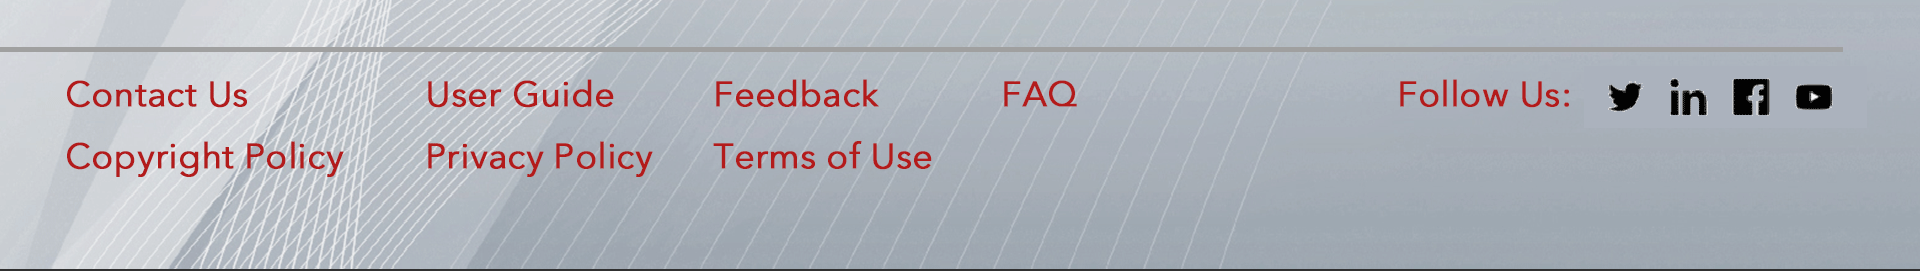 Contact Us User Guide Feedback FAQ Follow Us:
Copyright Policy Privacy Policy Terms of Use